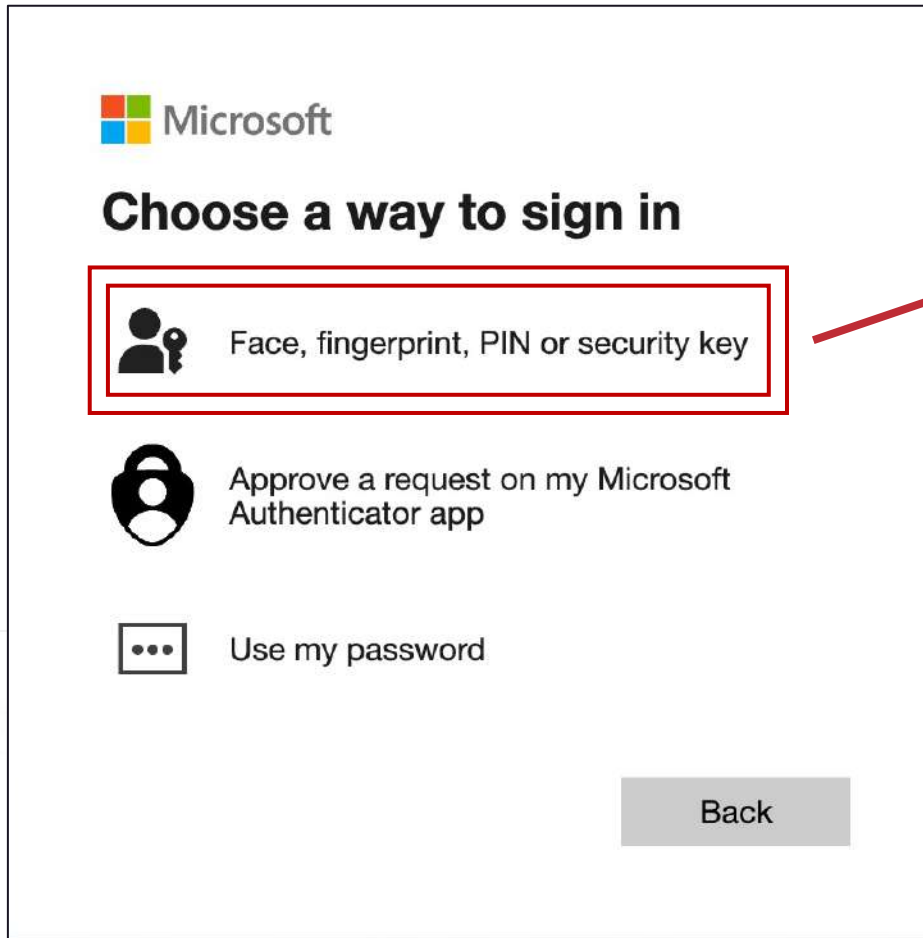 Microsoft
Choose a way to sign in
Face, fingerprint, PIN or security key
Approve a request on my Microsoft
Authenticator app
Use my password
Back